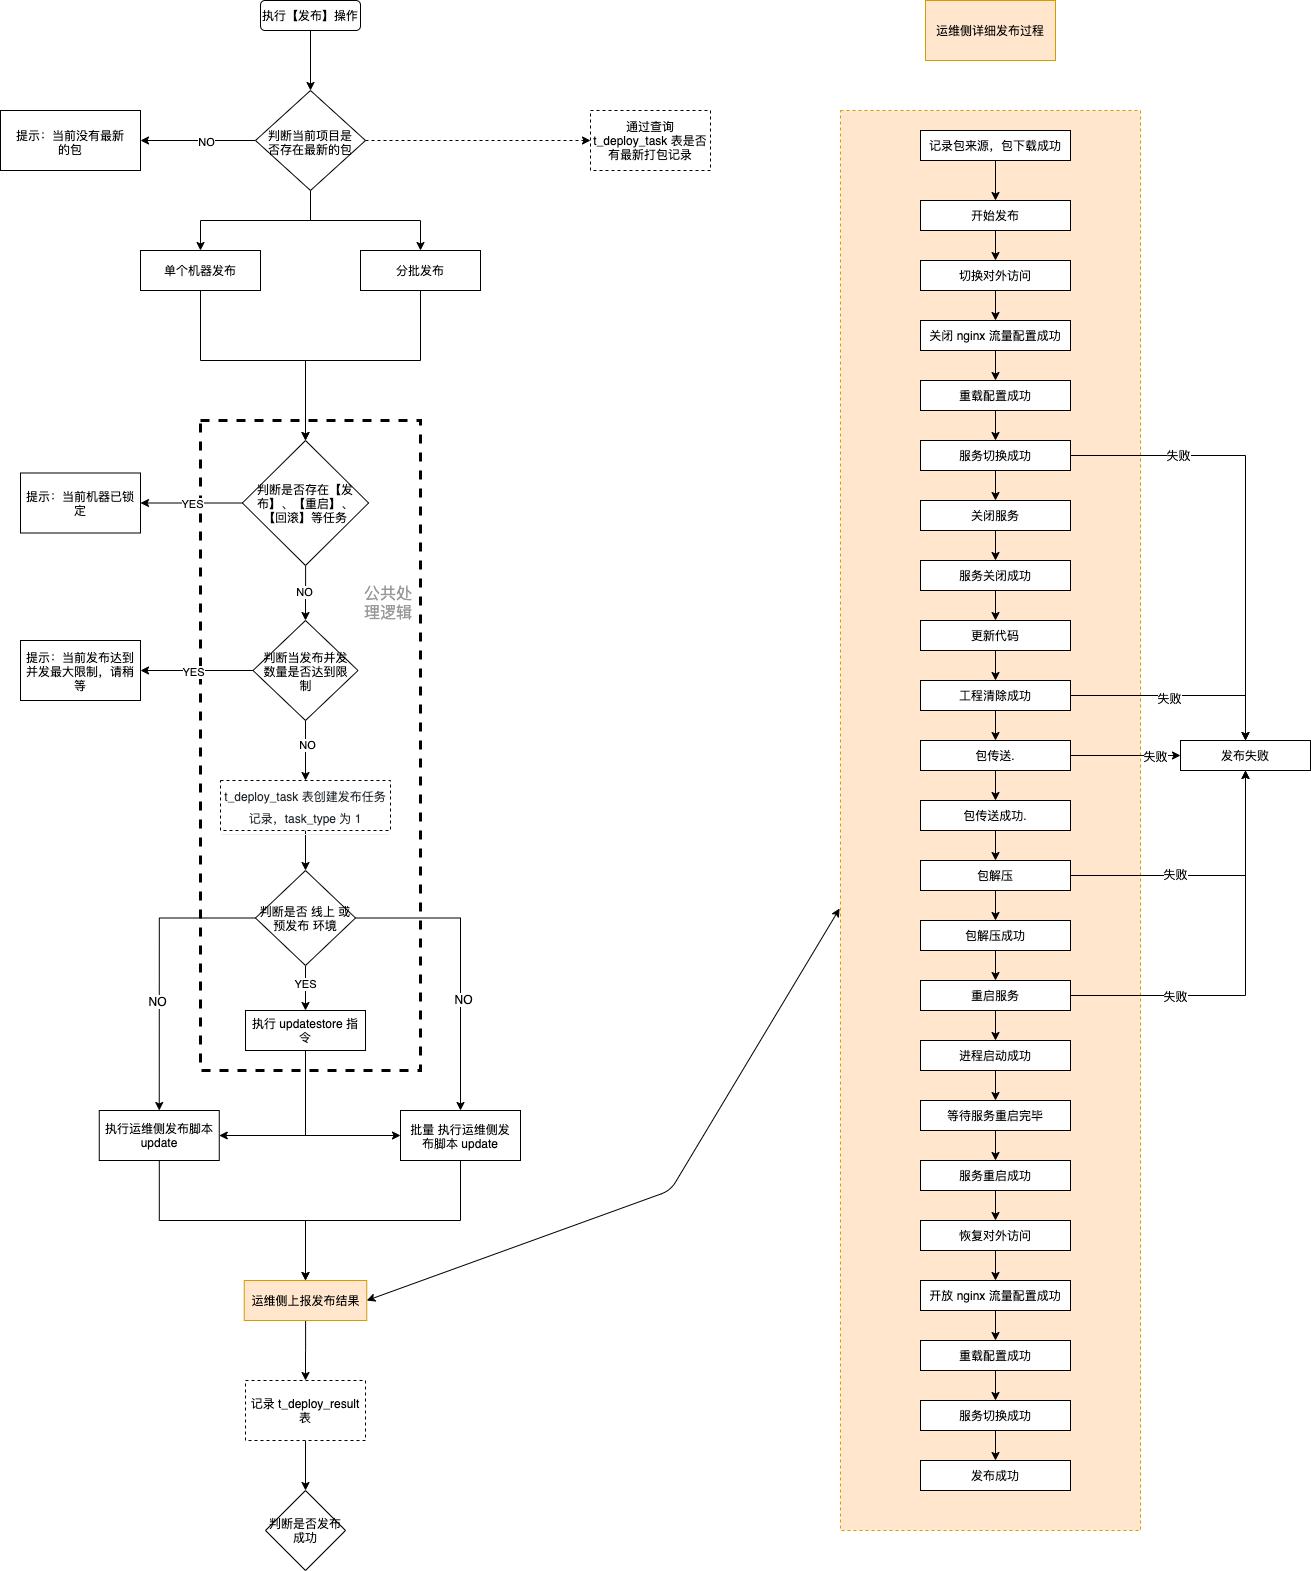 执行【发布】操作
运维侧详细发布过程
判断当前项目是
否存在最新的包
NO
提示：当前没有最新
的包
通过查询
t_deploy_task 表是否
有最新打包记录
单个机器发布
分批发布
判断是否存在【发
布】、【重启】、
【回滚】等任务
YES
提示：当前机器已锁
定
NO
公共处
理逻辑
判断当发布并发
数量是否达到限
制
YES
提示：当前发布达到
并发最大限制，请稍
等
NO
t_deploy_task 表创建发布任务
记录，task_type 为 1
判断是否 线上 或
预发布 环境
NO
YES
NO
执行 updatestore 指
令
执行运维侧发布脚本
update
批量 执行运维侧发
布脚本 update
运维侧上报发布结果
记录 t_deploy_result
表
判断是否发布
成功
记录包来源，包下载成功
开始发布
切换对外访问
关闭 nginx 流量配置成功
重载配置成功
服务切换成功
失败
关闭服务
服务关闭成功
更新代码
工程清除成功
失败
包传送.
失败
发布失败
包传送成功.
包解压
失败
包解压成功
重启服务
失败
进程启动成功
等待服务重启完毕
服务重启成功
恢复对外访问
开放 nginx 流量配置成功
重载配置成功
服务切换成功
发布成功